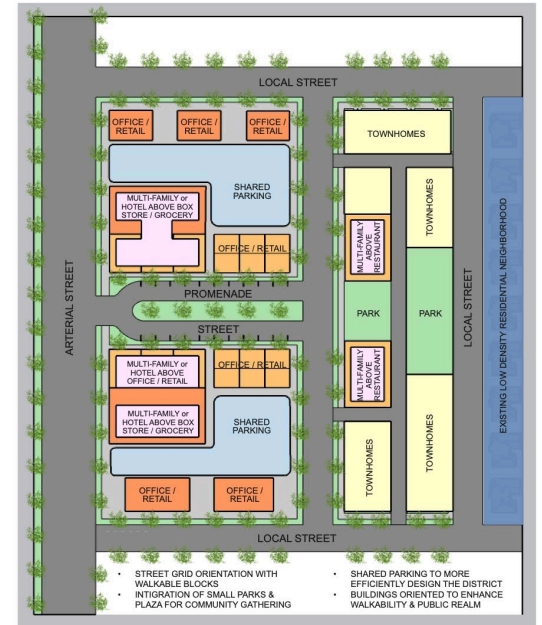 LOCAL STREET
OFFICE /
RETAIL
OFFICE /
RETAIL
OFFICE /
RETAIL
TOWNHOMES
SHARED
PARKING
MULTI-FAMILY or
HOTEL ABOVE BOX
STORE / GROCERY
OFFICE / RETAIL
MULTI-FAMILY
ABOVE
RESTAURANT
TOWNHOMES
PROMENADE
STREET
ARTERIAL STREET
PARK
PARK
LOCAL STREET
EXISTING LOW DENSITY RESIDENTIAL NEIGHBORHOOD
MULTI-FAMILY or
HOTEL ABOVE
OFFICE / RETAIL
OFFICE / RETAIL
MULTI-FAMILY
ABOVE
RESTAURANT
MULTI-FAMILY or
HOTEL ABOVE BOX
STORE / GROCERY
SHARED
PARKING
TOWNHOMES
TOWNHOMES
OFFICE /
RETAIL
OFFICE /
RETAIL
LOCAL STREET
• STREET GRID ORIENTATION WITH
WALKABLE BLOCKS
• INTIGRATION OF SMALL PARKS &
PLAZA FOR COMMUNITY GATHERING
• SHARED PARKING TO MORE
EFFICIENTLY DESIGN THE DISTRICT
• BUILDINGS ORIENTED TO ENHANCE
WALKABILITY & PUBLIC REALM